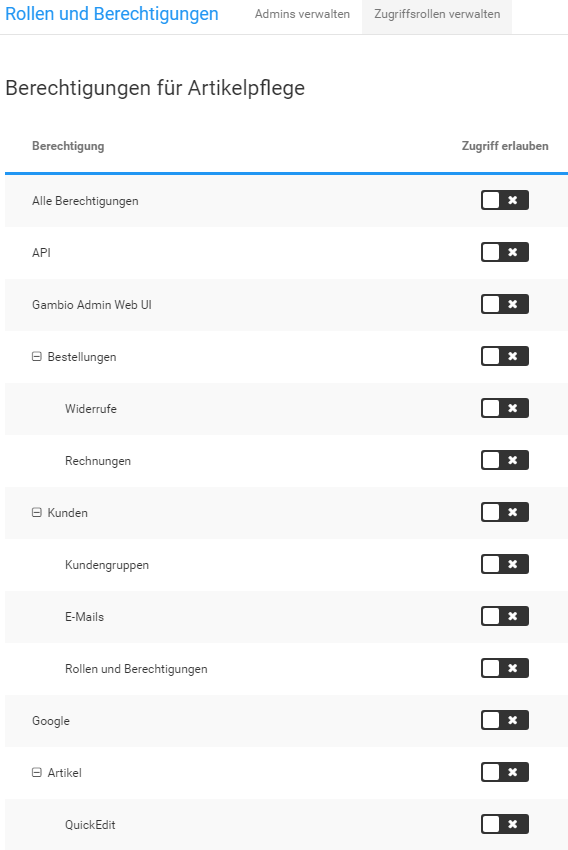 Rollen und Berechtigungen Admins verwalten Zugriffsrollen verwalten
Berechtigungen für Artikelpflege
Berechtigung Zugriff erlauben
Alle Berechtigungen
API
Gambio Admin Web UI
Bestellungen
Widerrufe
Rechnungen
Kunden
Kundengruppen
E-Mails
Rollen und Berechtigungen
Google
Artikel
QuickEdit